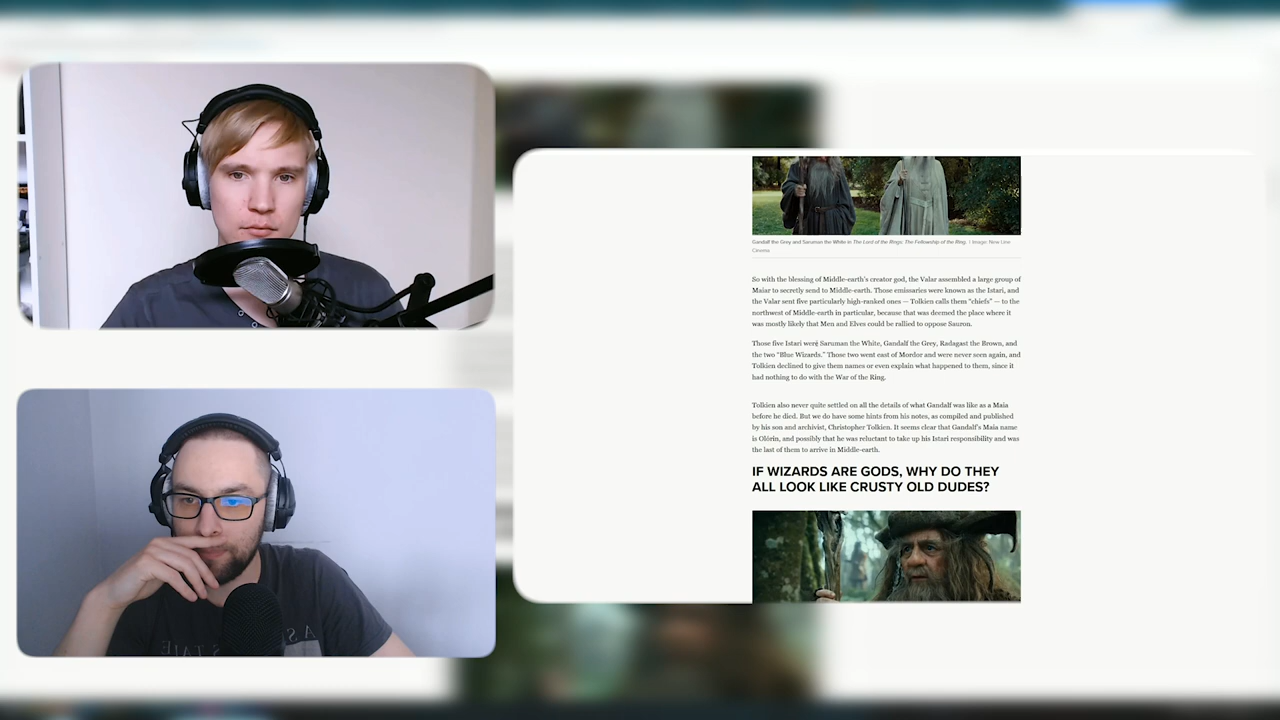 Gandalf the Grey and Saruman the White in The Lord of the Rings: The Fellowship of the Ring. | Image: New Line
Cinema
So with the blessing of Middle-earth's creator god, the Valar assembled a large group of
Maiar to secretly send to Middle-earth. Those emissaries were known as the Istari, and
the Valar sent five particularly high-ranked ones — Tolkien calls them "chiefs" — to the
northwest of Middle-earth in particular, because that was deemed the place where it
was mostly likely that Men and Elves could be rallied to oppose Sauron.
Those five Istari were Saruman the White, Gandalf the Grey, Radagast the Brown, and
the two "Blue Wizards." Those two went east of Mordor and were never seen again, and
Tolkien declined to give them names or even explain what happened to them, since it
had nothing to do with the War of the Ring.
Tolkien also never quite settled on all the details of what Gandalf was like as a Maia
before he died. But we do have some hints from his notes, as compiled and published
by his son and archivist, Christopher Tolkien. It seems clear that Gandalf's Maia name
is Olórin, and possibly that he was reluctant to take up his Istari responsibility and was
the last of them to arrive in Middle-earth.
IF WIZARDS ARE GODS, WHY DO THEY
ALL LOOK LIKE CRUSTY OLD DUDES?